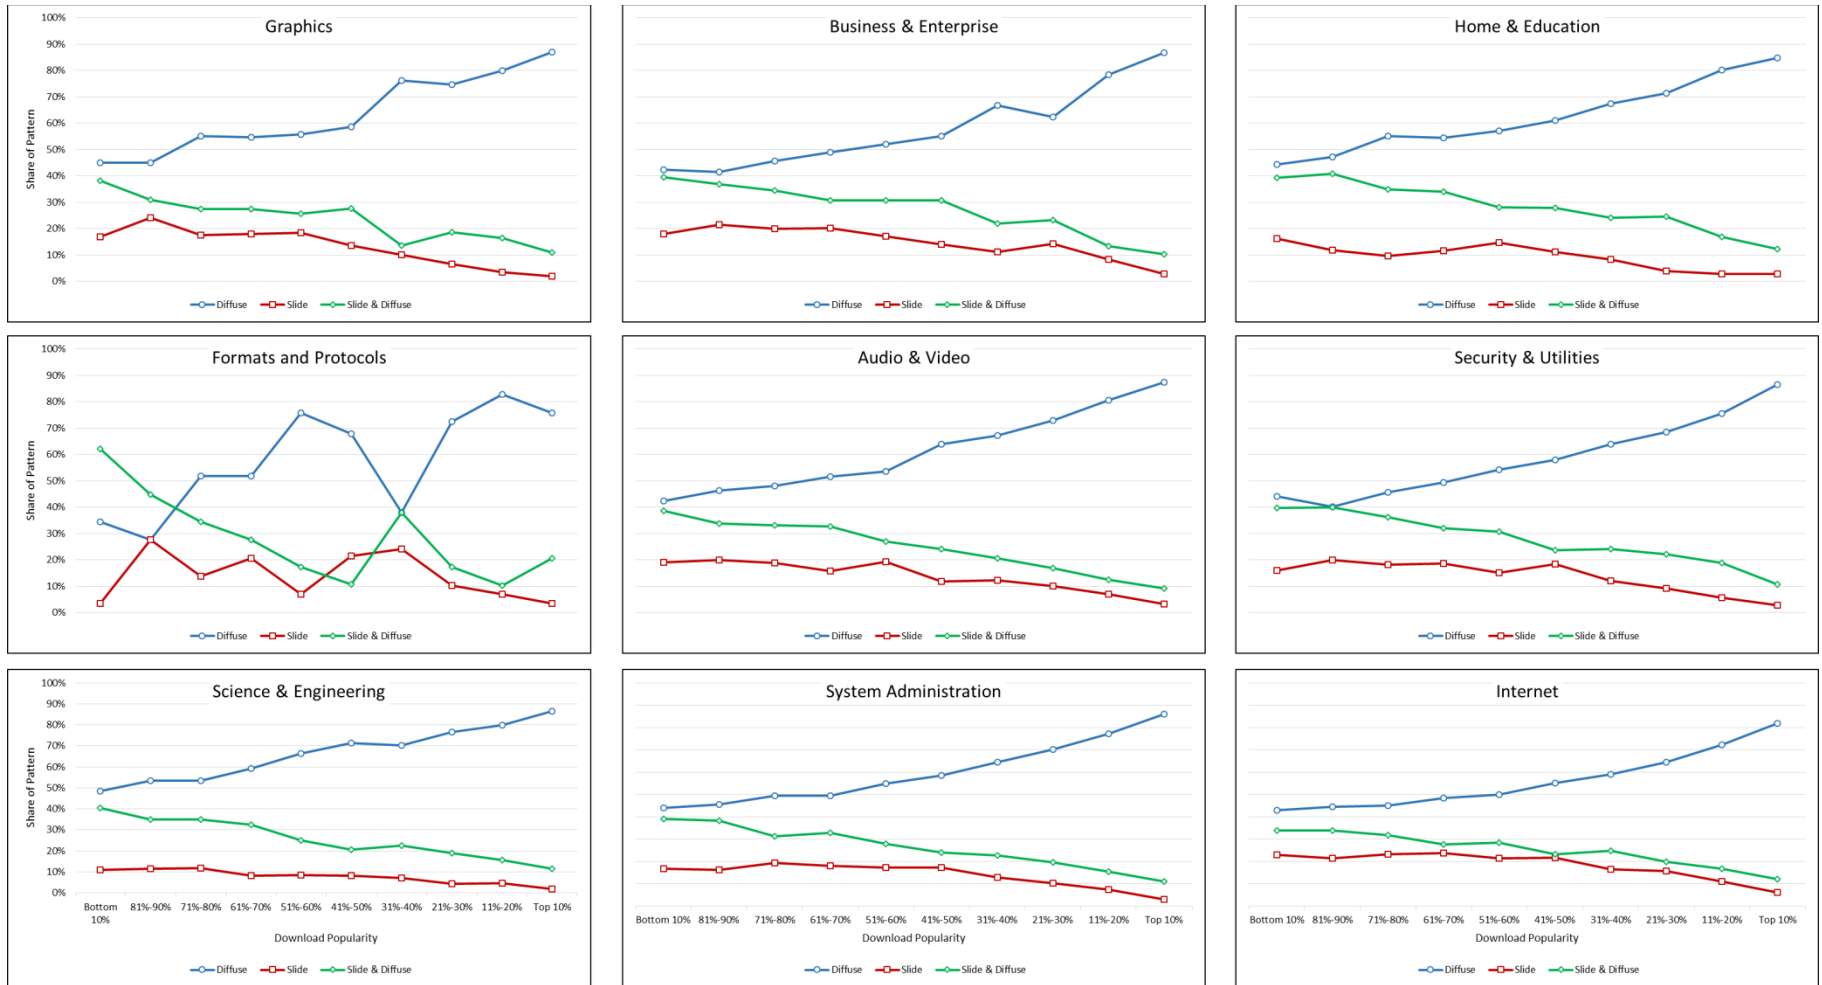 Graphics
100%
90%
80%
70%
60%
50%
40%
30%
20%
10%
0%
Share of Pattern
Diffuse Slide Slide & Diffuse
Business & Enterprise
Diffuse Slide Slide & Diffuse
Home & Education
Diffuse Slide Slide & Diffuse
Formats and Protocols
100%
90%
80%
70%
60%
50%
40%
30%
20%
10%
0%
Share of Pattern
Diffuse Slide Slide & Diffuse
Audio & Video
Diffuse Slide Slide & Diffuse
Security & Utilities
Diffuse Slide Slide & Diffuse
Science & Engineering
100%
90%
80%
70%
60%
50%
40%
30%
20%
10%
0%
Share of Pattern
Bottom 81%-90% 71%-80% 61%-70% 51%-60% 41%-50% 31%-40% 21%-30% 11%-20% Top 10%
10%
Download Popularity
Diffuse Slide Slide & Diffuse
System Administration
Bottom 10% 81%-90% 71%-80% 61%-70% 51%-60% 41%-50% 31%-40% 21%-30% 11%-20% Top 10%
Download Popularity
Diffuse Slide Slide & Diffuse
Internet
Bottom 10% 81%-90% 71%-80% 61%-70% 51%-60% 41%-50% 31%-40% 21%-30% 11%-20% Top 10%
Download Popularity
Diffuse Slide Slide & Diffuse